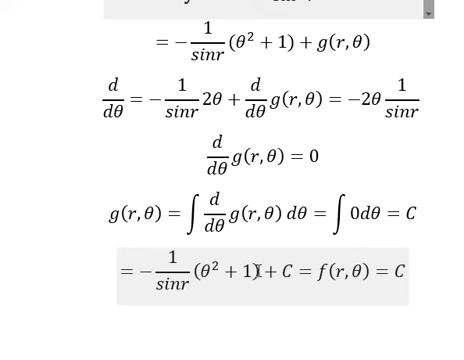 = −1/sinr (θ² + 1) + g(r, θ)
d/dθ = −1/sinr 2θ + d/dθ g(r, θ) = −2θ 1/sinr
d/dθ g(r, θ) = 0
g(r, θ) = ∫ d/dθ g(r, θ) dθ = ∫ 0dθ = C
= −1/sinr (θ² + 1) + C = f(r, θ) = C